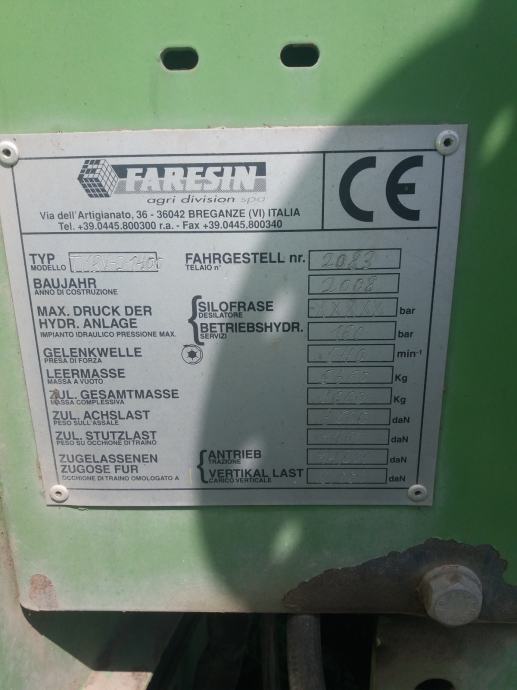 FARESIN
agri division spa
CE
Via dell'Artigianato, 36 - 36042 BREGANZE (VI) ITALIA
Tel. +39.0445.800300 r.a. - Fax +39.0445.800340
TYP
MODELLO
FAHRGESTELL nr. 2083
TELAIO n°
BAUJAHR 2008
ANNO DI COSTRUZIONE
MAX. DRUCK DER
HYDR. ANLAGE
IMPIANTO IDRAULICO PRESSIONE MAX.
SILOFRASE bar
DESILATORE
BETRIEBSHYDR. bar
SERVIZI
GELENKWELLE min⁻¹
PRESA DI FORZA
LEERMASSE Kg
MASSA A VUOTO
ZUL. GESAMTMASSE Kg
MASSA COMPLESSIVA
ZUL. ACHSLAST daN
PESO SULL'ASSALE
ZUL. STUTZLAST daN
PESO SU OCCHIONE DI TRAINO
ZUGELASSENEN
ZUGOSE FUR
OCCHIONE DI TRAINO OMOLOGATO A
ANTRIEB daN
TRAZIONE
VERTIKAL LAST daN
CARICO VERTICALE